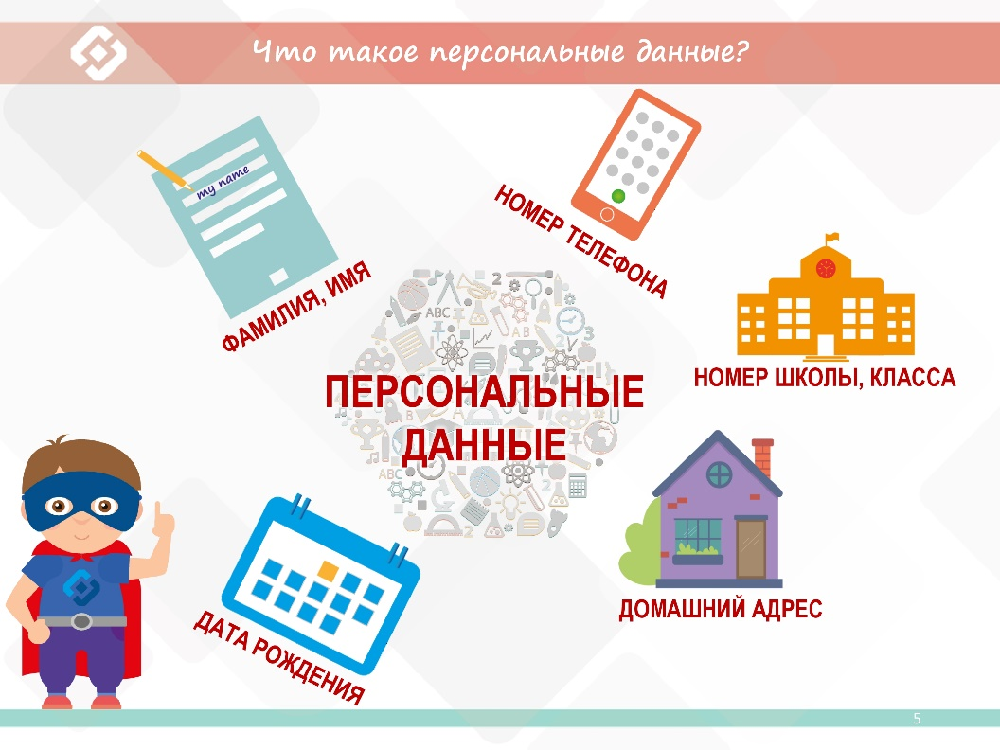 Что такое персональные данные?
my name
ФАМИЛИЯ, ИМЯ
НОМЕР ТЕЛЕФОНА
НОМЕР ШКОЛЫ, КЛАССА
ПЕРСОНАЛЬНЫЕ
ДАННЫЕ
ДОМАШНИЙ АДРЕС
ДАТА РОЖДЕНИЯ
5